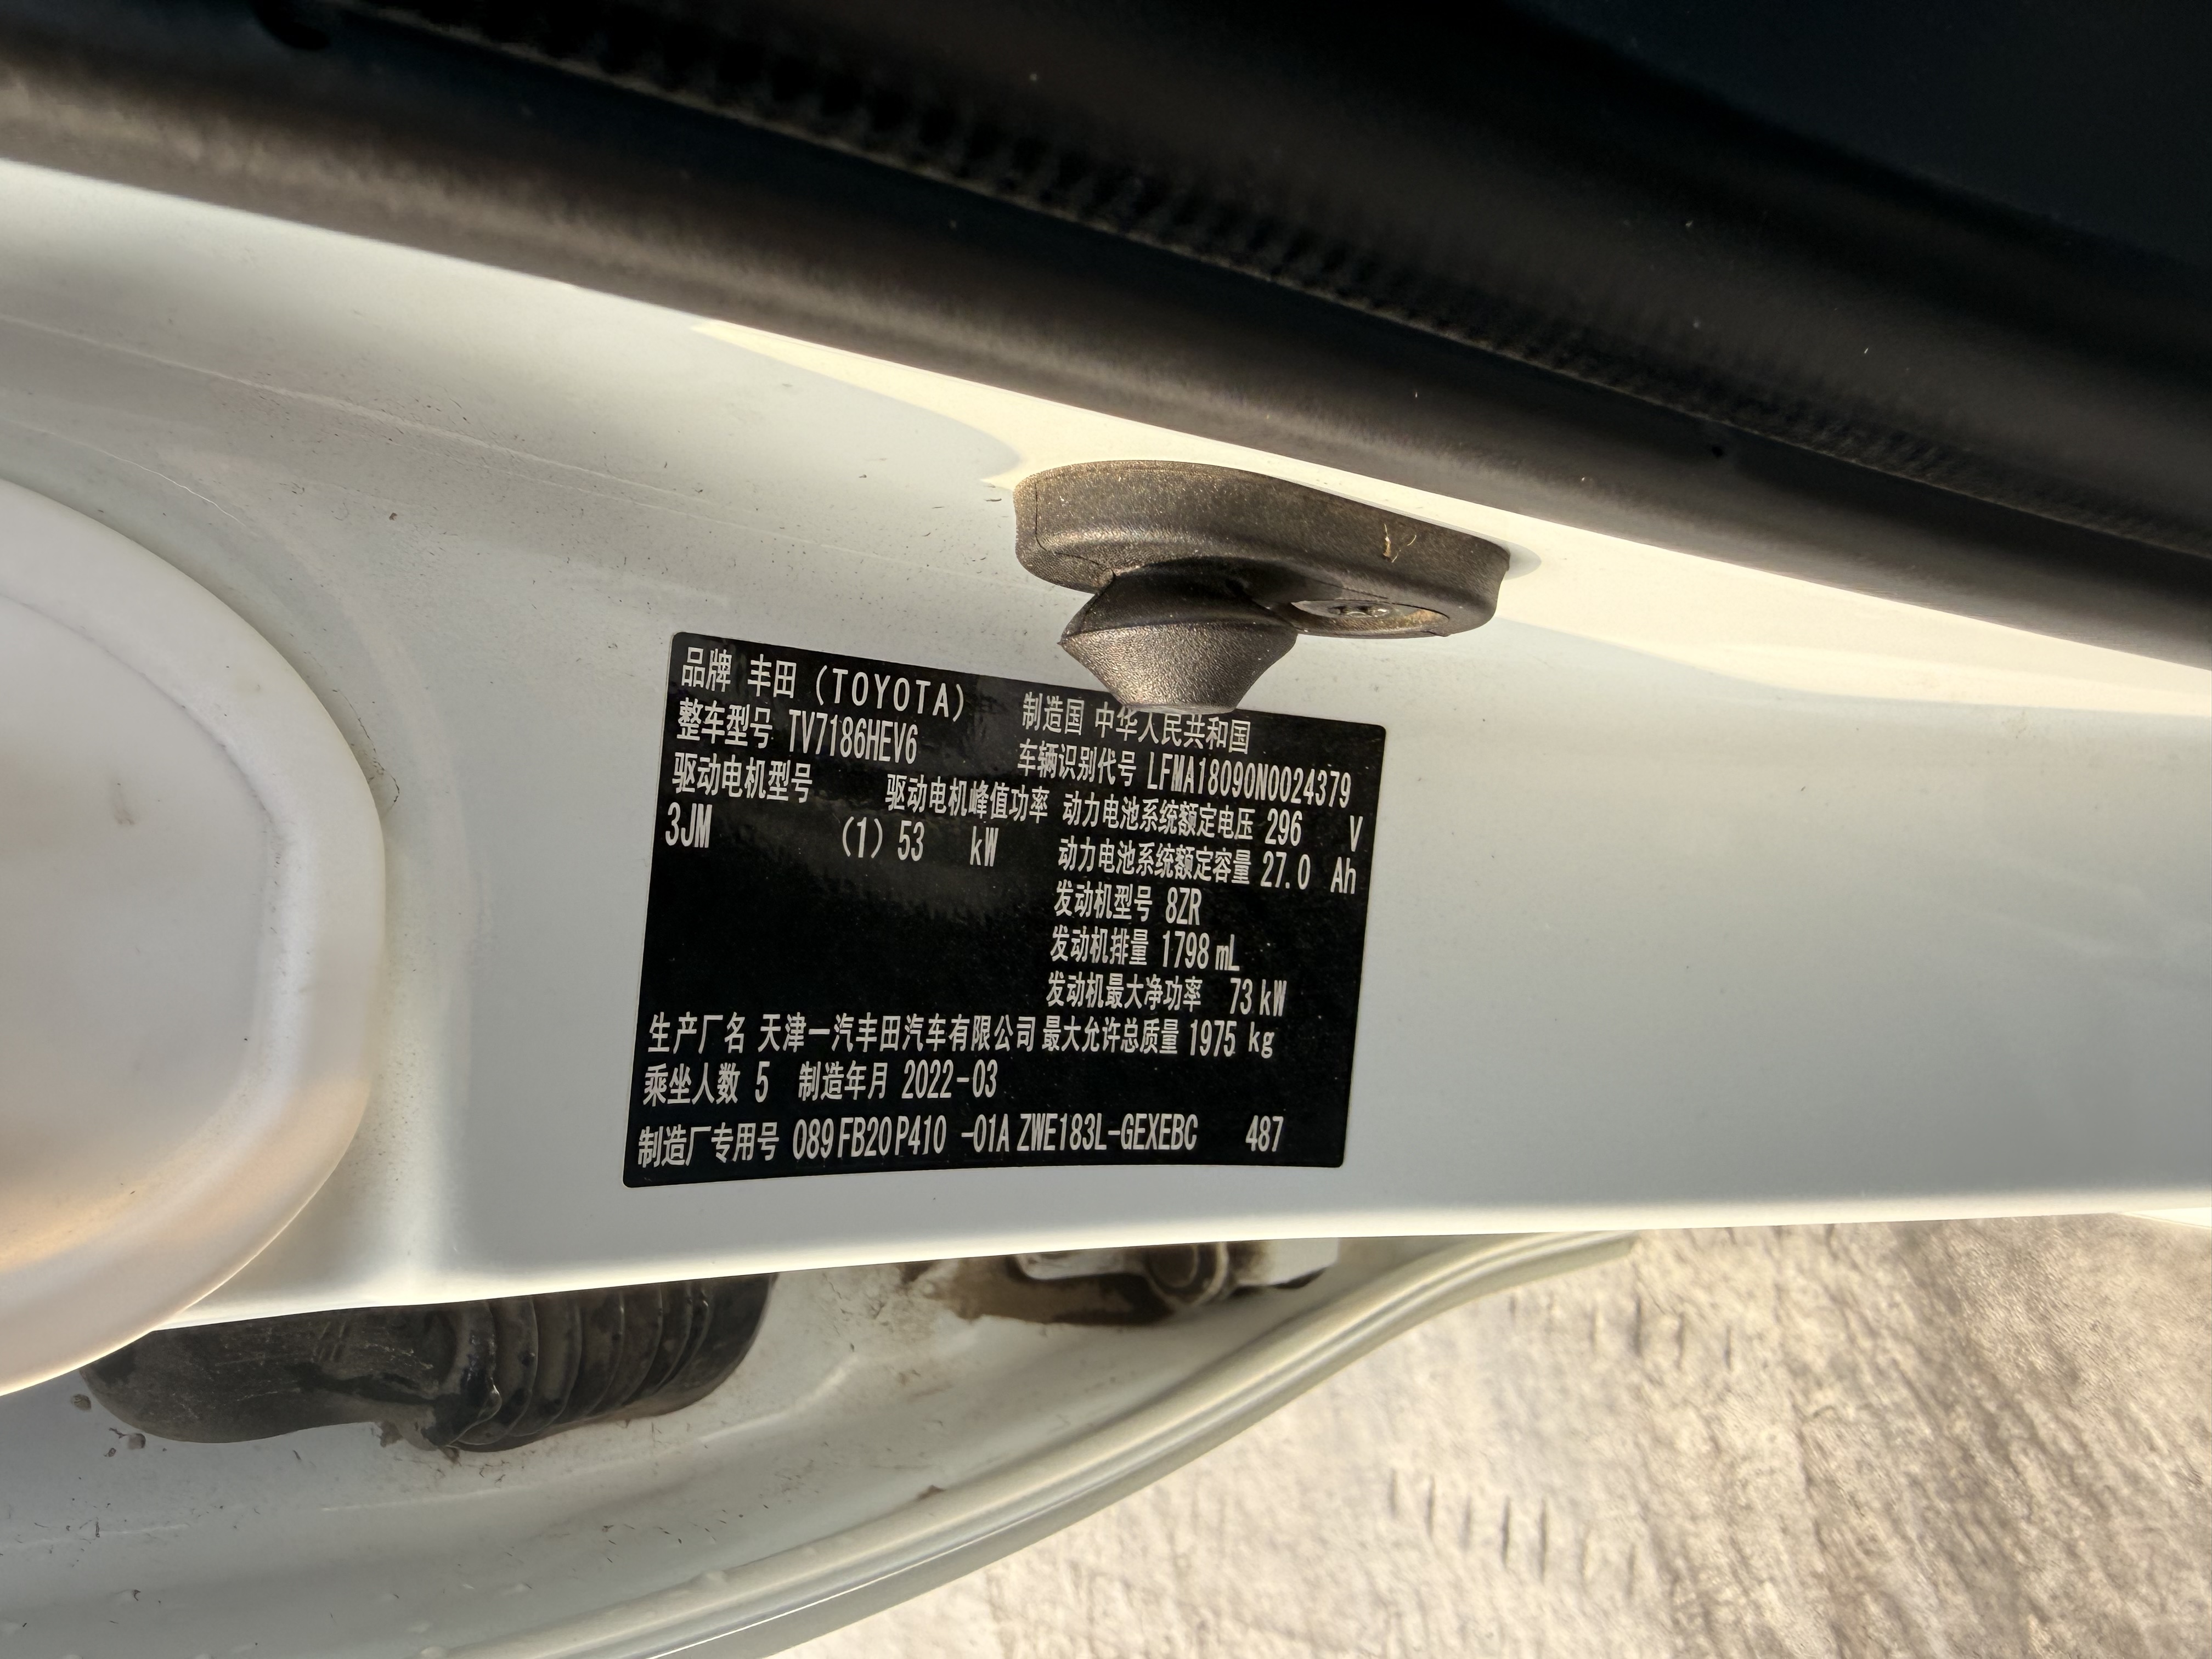 品牌 丰田 (TOYOTA) 制造国 中华人民共和国
整车型号 TV7186HEV6 车辆识别代号 LFMA18090N0024379
驱动电机型号 驱动电机峰值功率 动力电池系统额定电压 296 V
3JM (1) 53 kW 动力电池系统额定容量 27.0 Ah
发动机型号 8ZR
发动机排量 1798 mL
发动机最大净功率 73 kW
生产厂名 天津一汽丰田汽车有限公司 最大允许总质量 1975 kg
乘坐人数 5 制造年月 2022-03
制造厂专用号 089 FB20 P410 -01A ZWE183L-GEXEBC 487